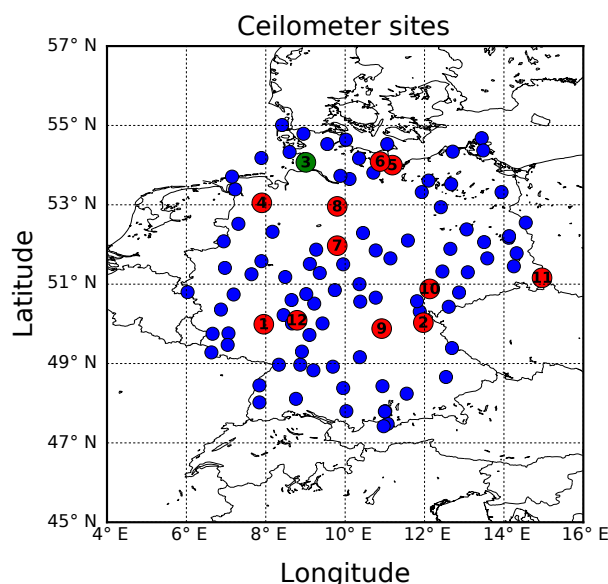 Ceilometer sites
57° N
55° N
6
5
3
53° N
4
8
7
51° N
11
10
12
1
2
9
49° N
47° N
45° N
4° E 6° E 8° E 10° E 12° E 14° E 16° E
Latitude
Longitude